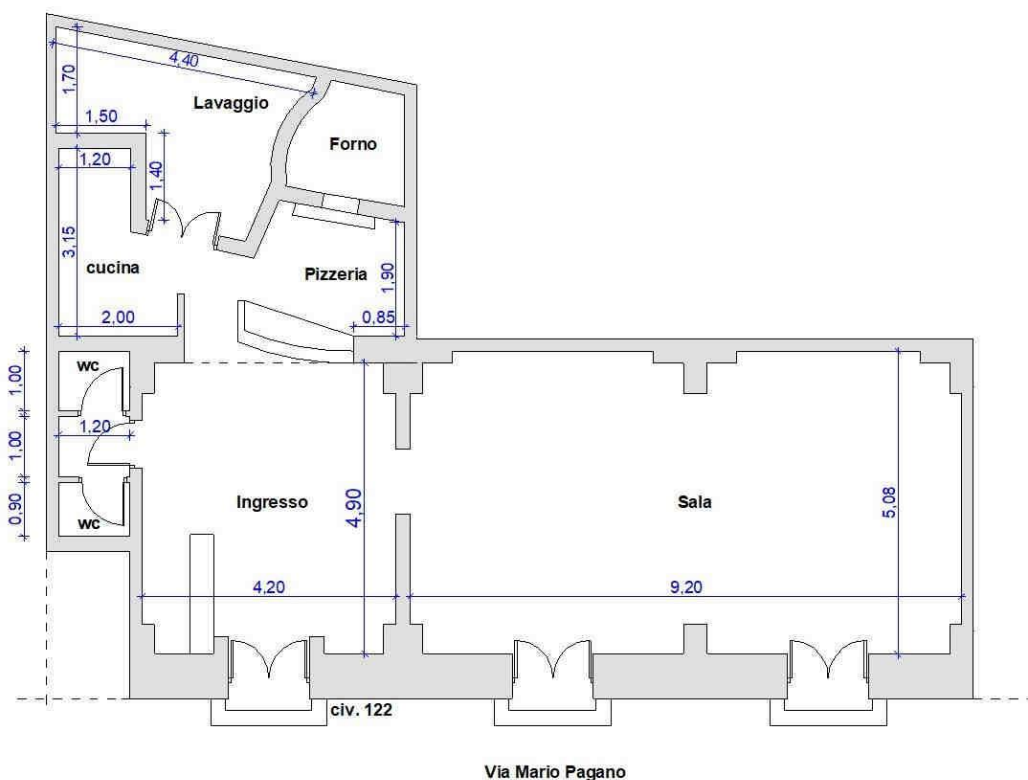 4,40
1,70
Lavaggio
1,50
Forno
1,20
1,40
3,15
cucina
Pizzeria
1,90
2,00
0,85
wc
1,00
1,20
1,00
Ingresso
4,90
Sala
5,08
0,90
wc
4,20
9,20
civ. 122
Via Mario Pagano